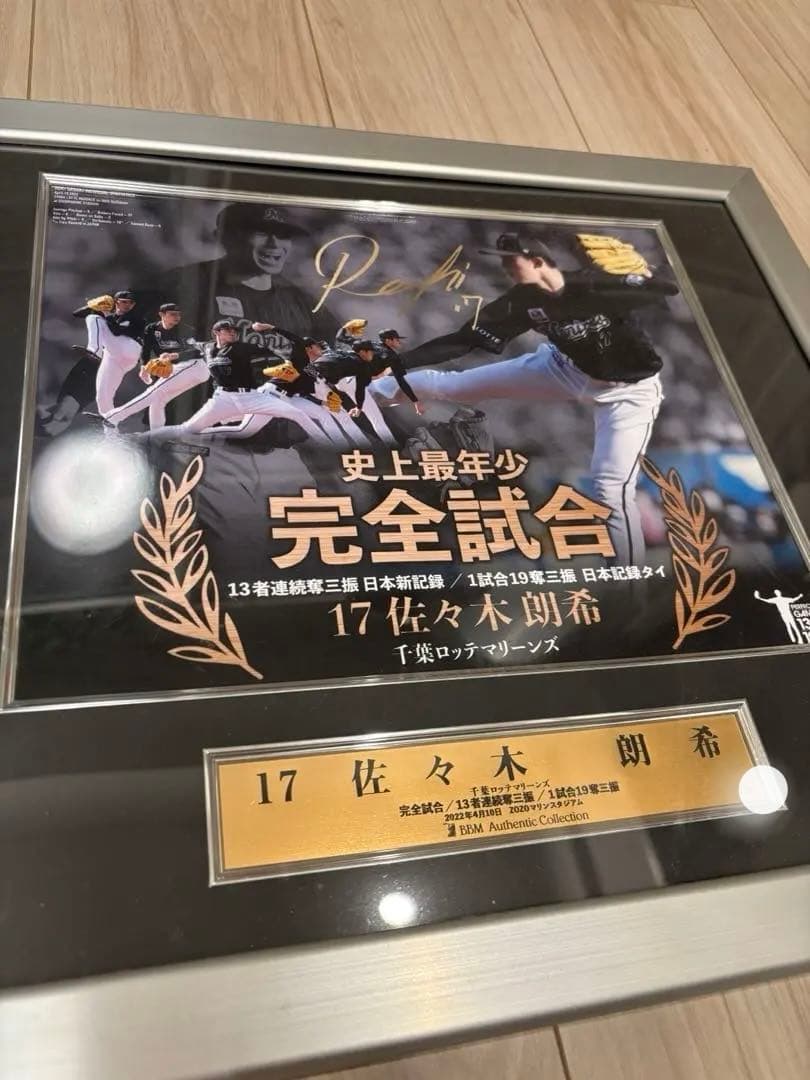 Roki
17
史上最年少
完全試合
13者連続奪三振 日本新記録 / 1試合19奪三振 日本記録タイ
17 佐々木 朗希
千葉ロッテマリーンズ
17 佐々木 朗希
千葉ロッテマリーンズ
完全試合/13者連続奪三振/1試合19奪三振
2022年4月10日 ZOZOマリンスタジアム
BBM Authentic Collection